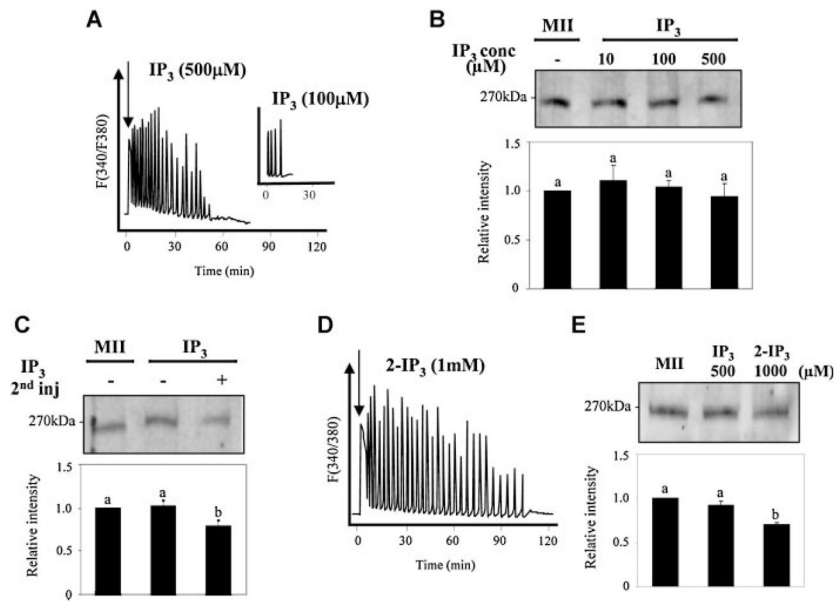 A
IP₃ (500μM)
IP₃ (100μM)
F(340/F380)
0 30
0 30 60 90 120
Time (min)
B
MII IP₃
IP₃ conc
(μM)
- 10 100 500
270kDa
a a a a
Relative intensity
1.5
1.0
0.5
0
C
MII IP₃
IP₃
2nd inj
- - +
270kDa
a a b
Relative intensity
1.5
1.0
0.5
0
D
2-IP₃ (1mM)
F(340/380)
0 30 60 90 120
Time (min)
E
MII IP₃ 2-IP₃
500 1000 (μM)
270kDa
a a b
Relative intensity
1.5
1.0
0.5
0